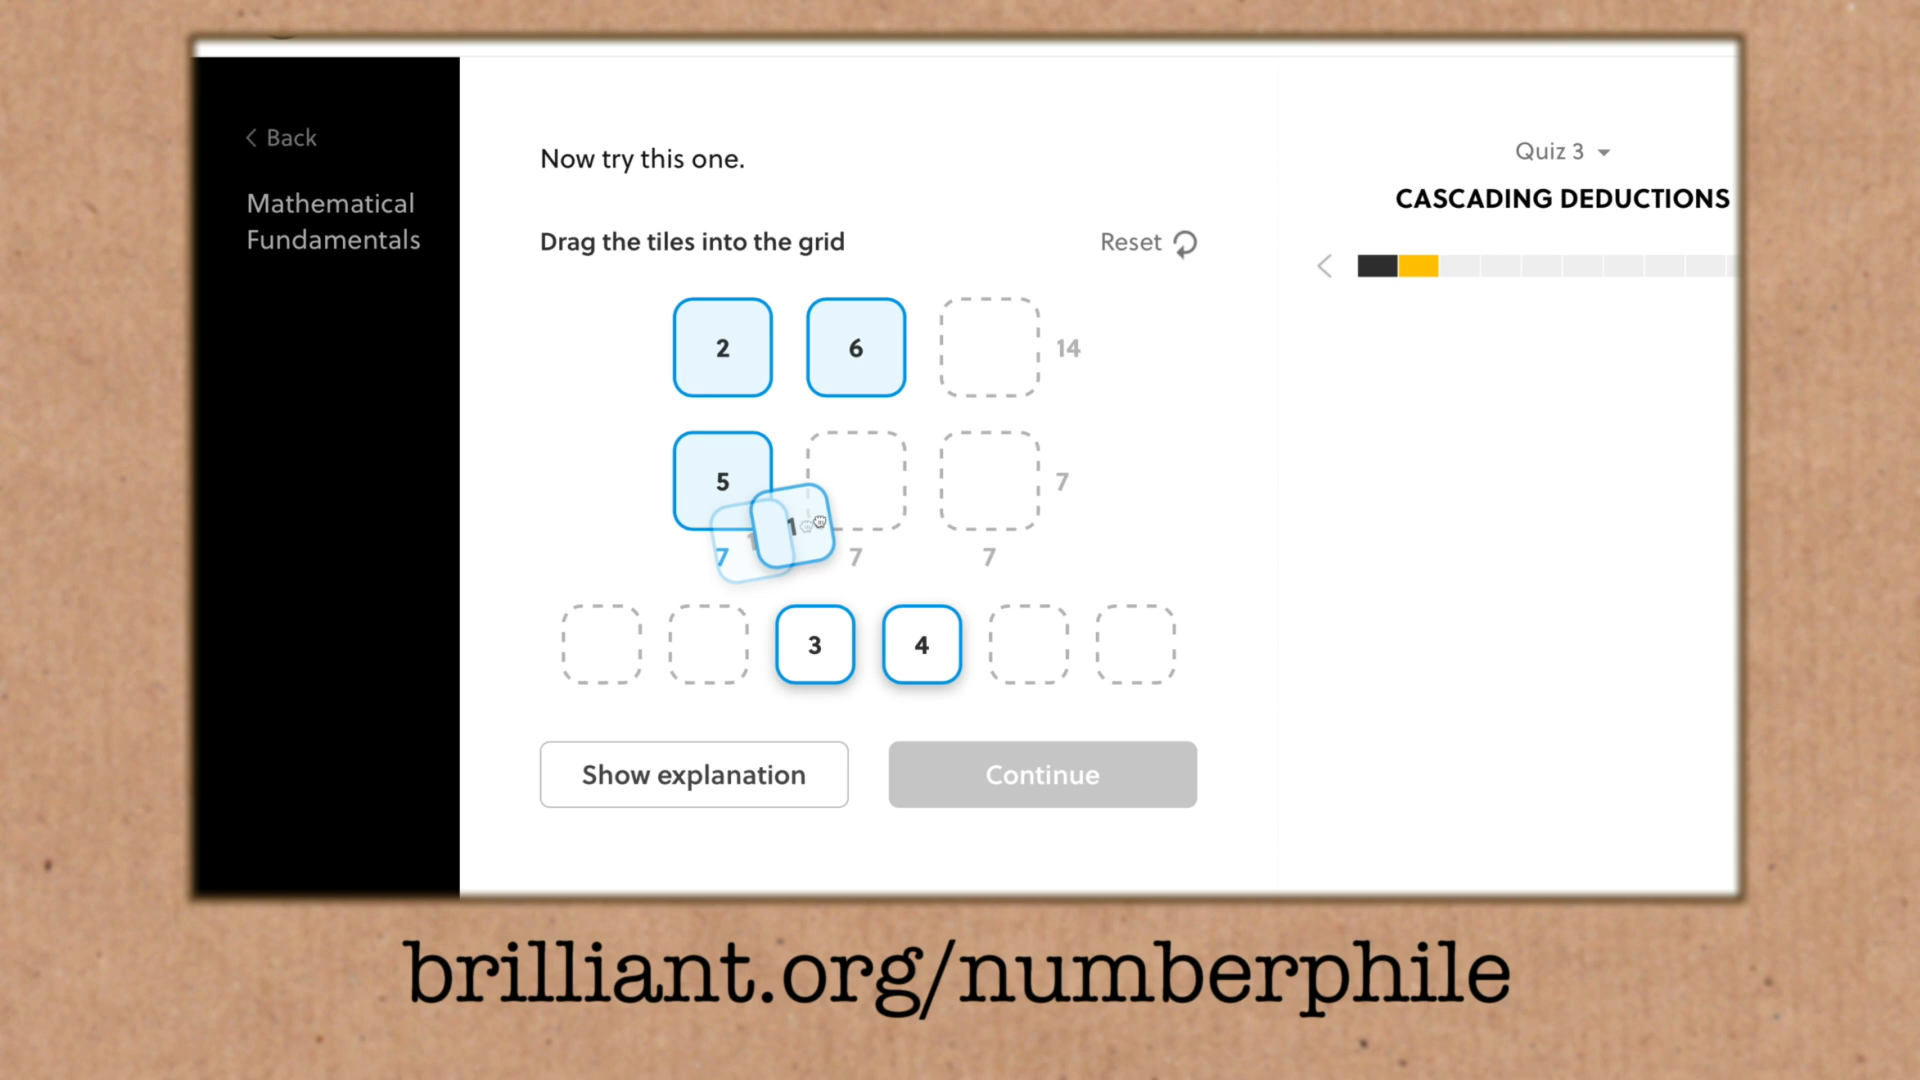 Back
Mathematical
Fundamentals
Now try this one.
Drag the tiles into the grid
Reset
2 6 14
5 7
1
7 7 7
3 4
Show explanation
Continue
Quiz 3
CASCADING DEDUCTIONS
brilliant.org/numberphile